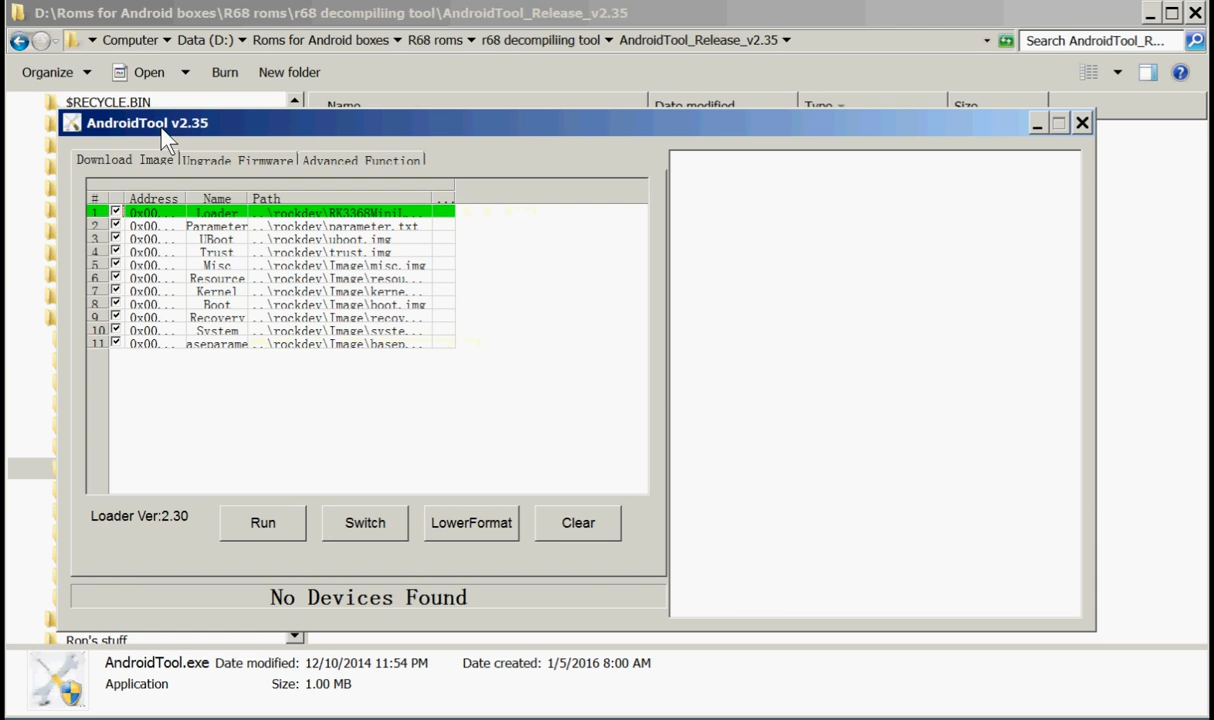 D:\Roms for Android boxes\R68 roms\r68 decompiliing tool\AndroidTool_Release_v2.35
Computer Data (D:) Roms for Android boxes R68 roms r68 decompiliing tool AndroidTool_Release_v2.35 Search AndroidTool_R...
Organize Open Burn New folder
$RECYCLE.BIN Name Date modified Type Size
AndroidTool v2.35
Download Image Upgrade Firmware Advanced Function
# Address Name Path ...
1 0x00... Loader ..\rockdev\RK3368MiniL...
2 0x00... Parameter ..\rockdev\parameter.txt
3 0x00... UBoot ..\rockdev\uboot.img
4 0x00... Trust ..\rockdev\trust.img
5 0x00... Misc ..\rockdev\Image\misc.img
6 0x00... Resource ..\rockdev\Image\resou...
7 0x00... Kernel ..\rockdev\Image\kerne...
8 0x00... Boot ..\rockdev\Image\boot.img
9 0x00... Recovery ..\rockdev\Image\recov...
10 0x00... System ..\rockdev\Image\syste...
11 0x00... aseparame ..\rockdev\Image\basep...
Loader Ver:2.30 Run Switch LowerFormat Clear
No Devices Found
Ron's stuff
AndroidTool.exe Date modified: 12/10/2014 11:54 PM Date created: 1/5/2016 8:00 AM
Application Size: 1.00 MB